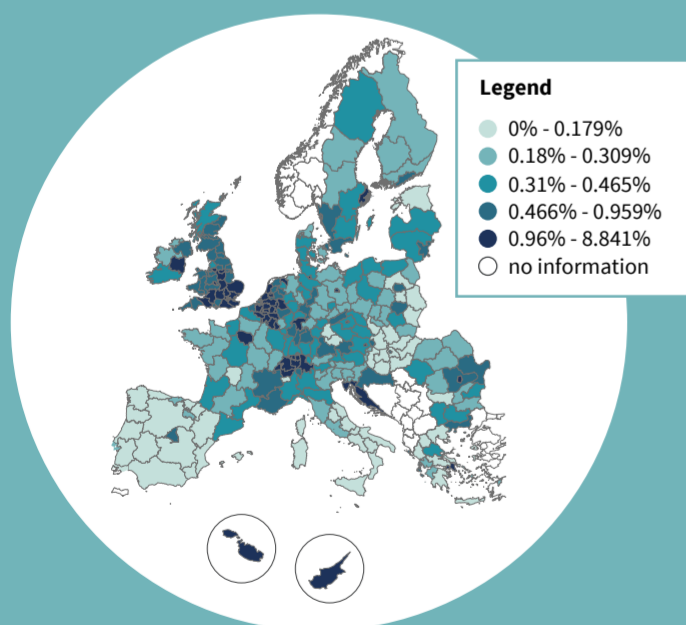 Legend
0% - 0.179%
0.18% - 0.309%
0.31% - 0.465%
0.466% - 0.959%
0.96% - 8.841%
no information